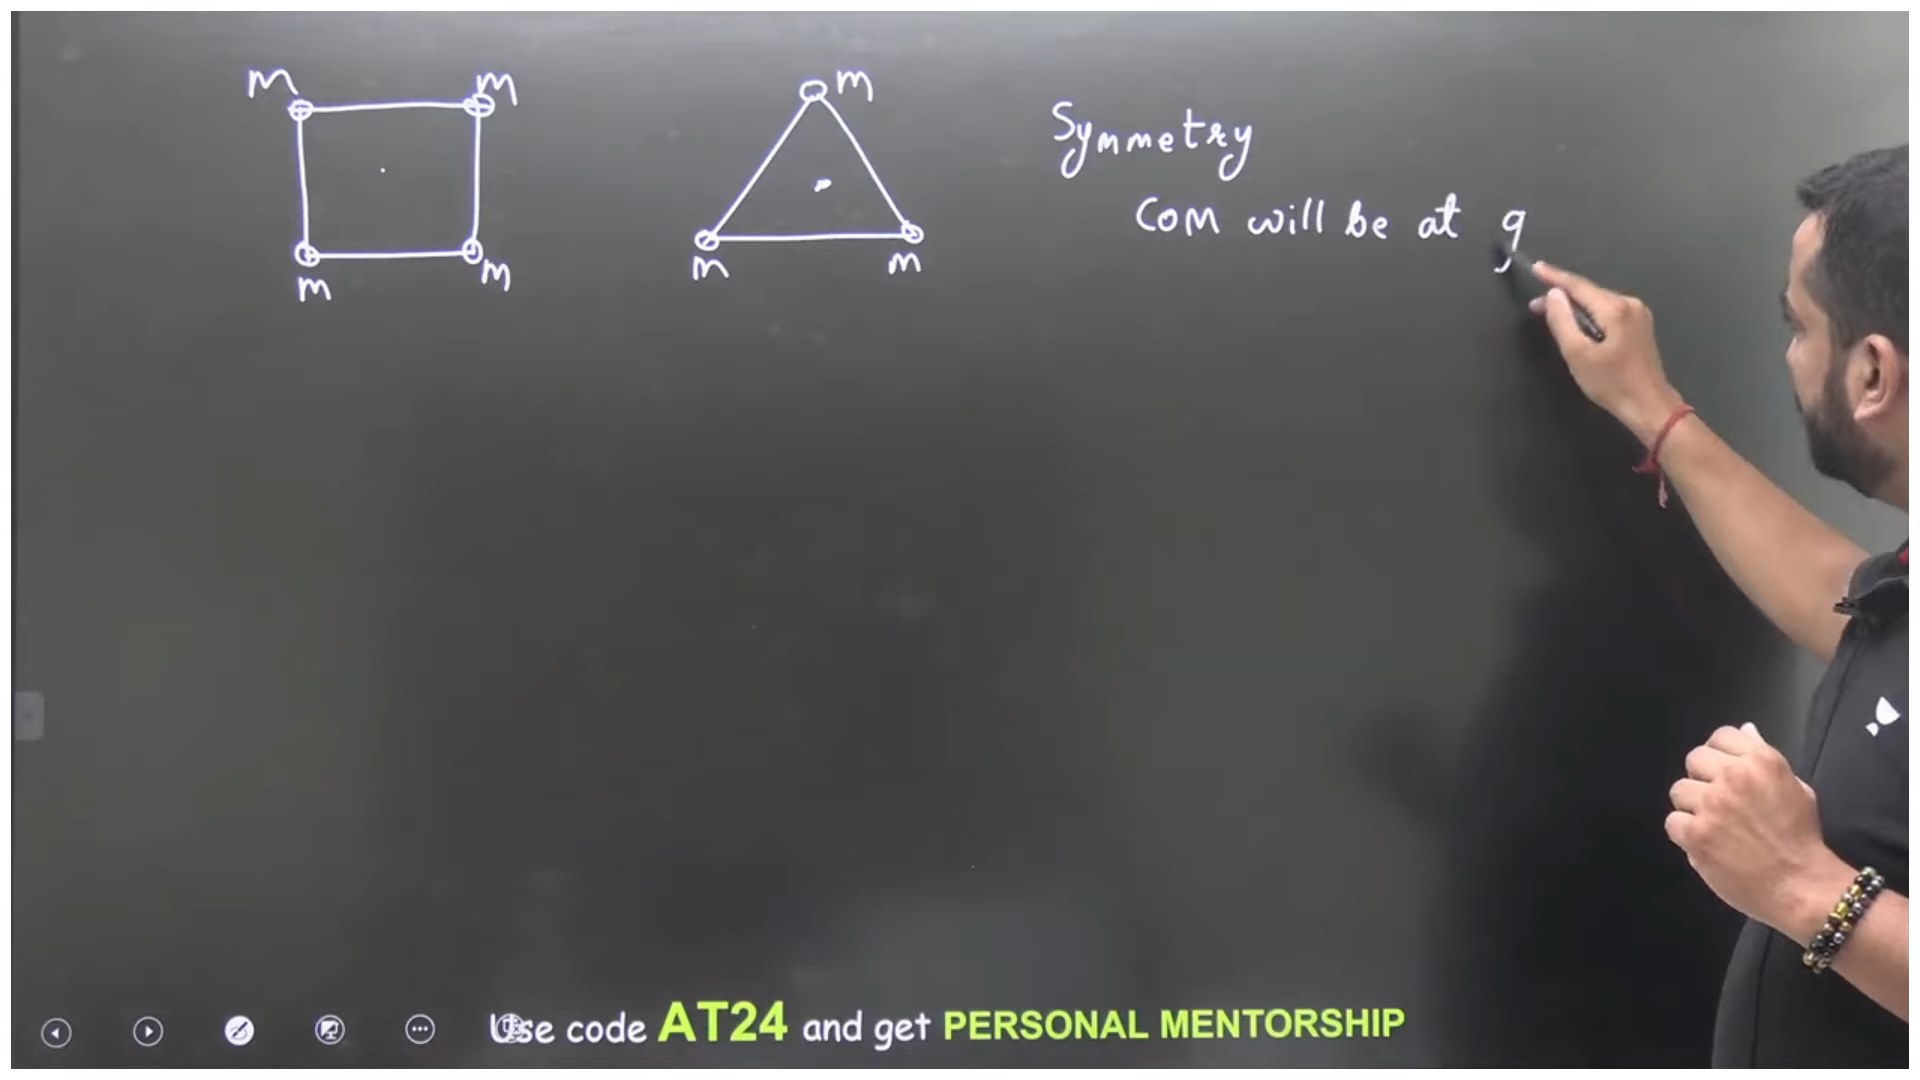 m m
m m
m
m m
Symmetry
COM will be at g
Use code AT24 and get PERSONAL MENTORSHIP